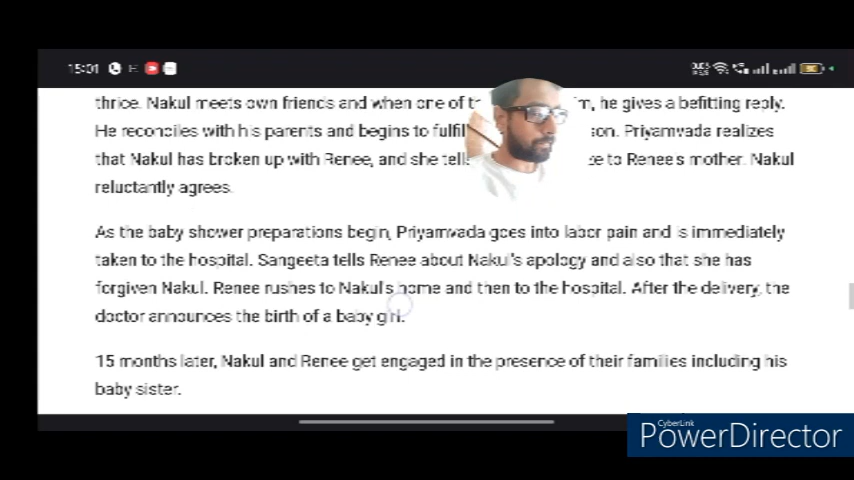 15:01
thrice. Nakul meets own friends and when one of he gives a befitting reply.
He reconciles with his parents and begins to fulfil son. Priyamvada realizes
that Nakul has broken up with Renee, and she tells to Renee's mother. Nakul
reluctantly agrees.
As the baby shower preparations begin, Priyamvada goes into labor pain and is immediately
taken to the hospital. Sangeeta tells Renee about Nakul's apology and also that she has
forgiven Nakul. Renee rushes to Nakul's home and then to the hospital. After the delivery, the
doctor announces the birth of a baby girl.
15 months later, Nakul and Renee get engaged in the presence of their families including his
baby sister.
CyberLink
PowerDirector